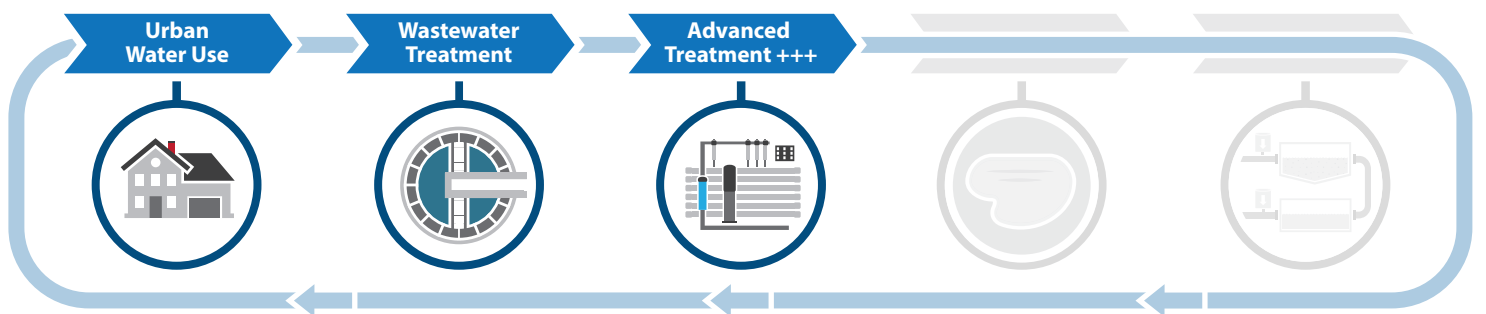 Urban
Water Use
Wastewater
Treatment
Advanced
Treatment +++